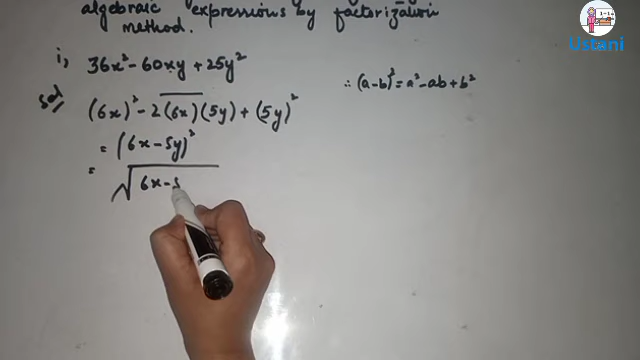 algebraic expressions by factorization
method.
i, 36x² - 60xy + 25y²
Sol
(6x)² - 2(6x)(5y) + (5y)²
= (6x - 5y)²
=
√6x - 5
∴ (a-b)² = a² - ab + b²
Ustani